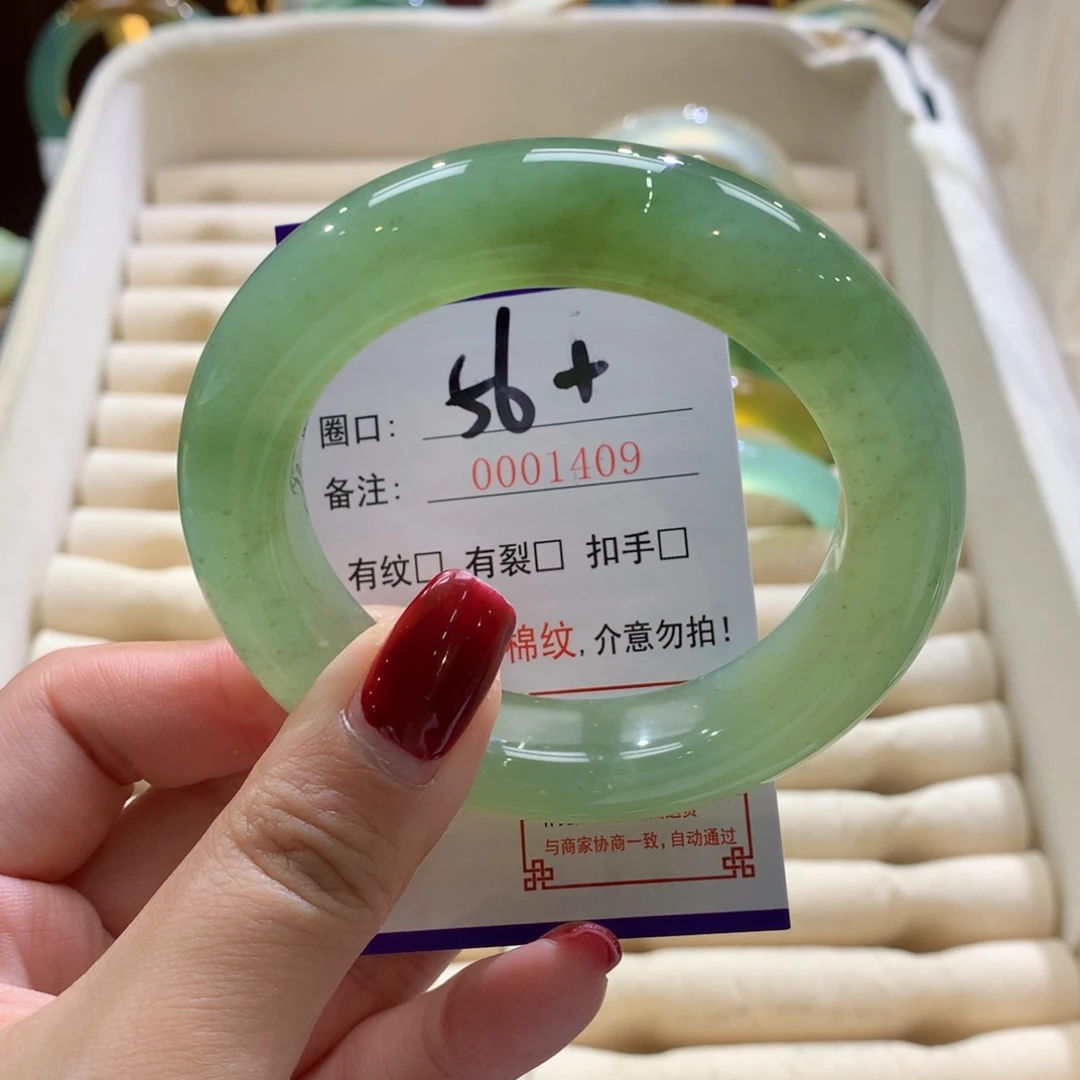 圈口: 56+
备注: 0001409
有纹□ 有裂□ 扣手□
棉纹, 介意勿拍!
与商家协商一致, 自动通过